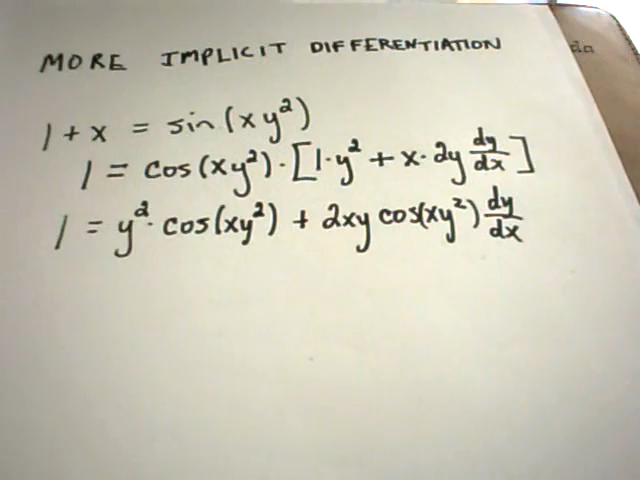 MORE IMPLICIT DIFFERENTIATION
1 + x = sin(xy²)
1 = cos(xy²) · [1·y² + x·2y dy/dx]
1 = y² · cos(xy²) + 2xy cos(xy²) dy/dx